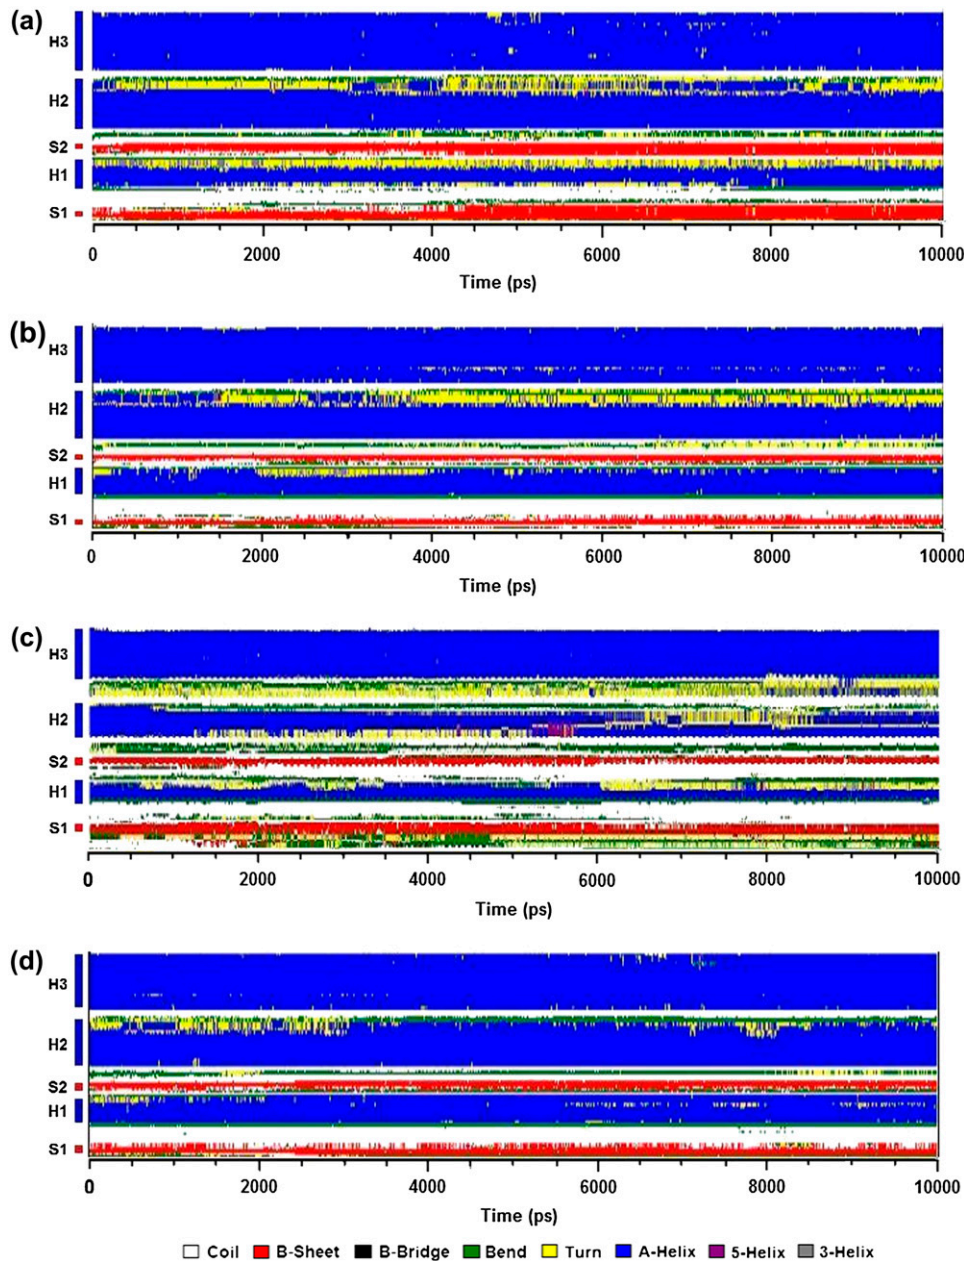 (a)
H3
H2
S2
H1
S1
0 2000 4000 6000 8000 10000
Time (ps)
(b)
H3
H2
S2
H1
S1
0 2000 4000 6000 8000 10000
Time (ps)
(c)
H3
H2
S2
H1
S1
0 2000 4000 6000 8000 10000
Time (ps)
(d)
H3
H2
S2
H1
S1
0 2000 4000 6000 8000 10000
Time (ps)
Coil B-Sheet B-Bridge Bend Turn A-Helix 5-Helix 3-Helix